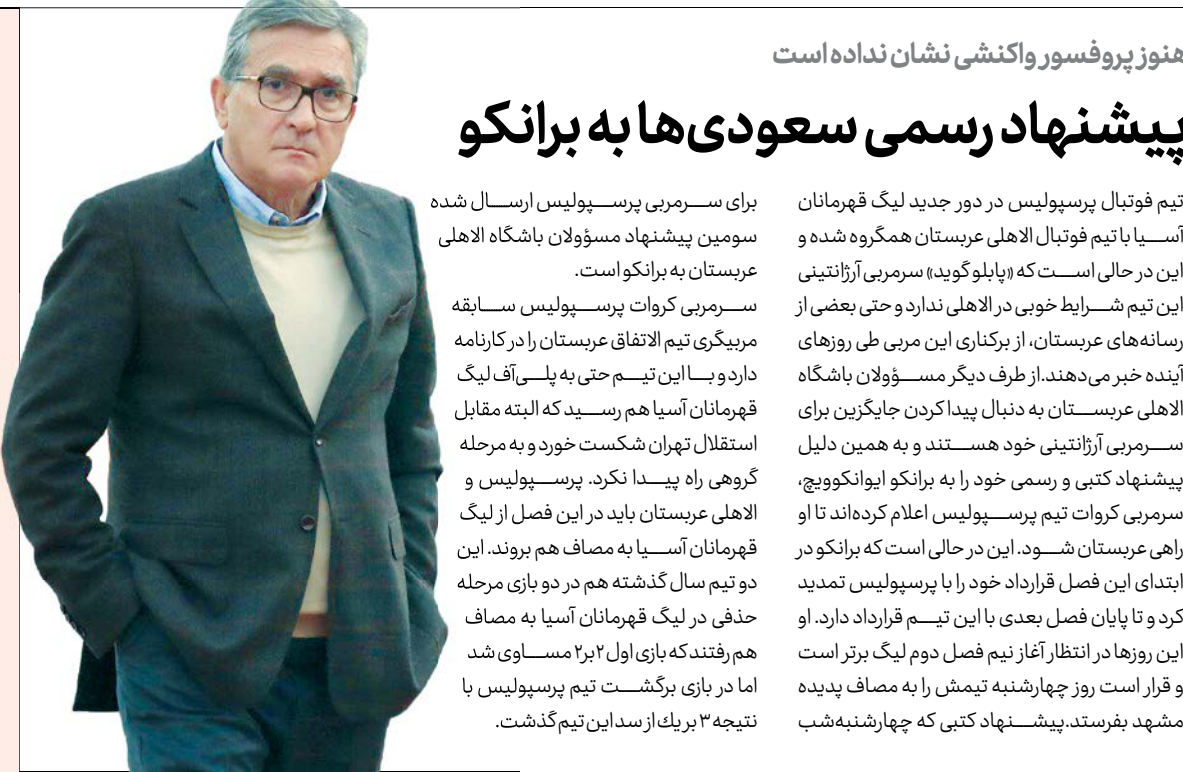 هنوز پروفسور واکنشی نشان نداده است
پیشنهاد رسمی سعودی‌ها به برانکو
تیم فوتبال پرسپولیس در دور جدید لیگ قهرمانان
آسیا با تیم فوتبال الاهلی عربستان همگروه شده و
این در حالی است که «پابلو گوید» سرمربی آرژانتینی
این تیم شرایط خوبی در الاهلی ندارد و حتی بعضی از
رسانه‌های عربستان، از برکناری این مربی طی روزهای
آینده خبر می‌دهند. از طرف دیگر مسؤولان باشگاه
الاهلی عربستان به دنبال پیدا کردن جایگزین برای
سرمربی آرژانتینی خود هستند و به همین دلیل
پیشنهاد کتبی و رسمی خود را به برانکو ایوانکوویچ،
سرمربی کروات تیم پرسپولیس اعلام کرده‌اند تا او
راهی عربستان شود. این در حالی است که برانکو در
ابتدای این فصل قرارداد خود را با پرسپولیس تمدید
کرد و تا پایان فصل بعدی با این تیم قرارداد دارد. او
این روزها در انتظار آغاز نیم فصل دوم لیگ برتر است
و قرار است روز چهارشنبه تیمش را به مصاف پدیده
مشهد بفرستد. پیشنهاد کتبی که چهارشنبه‌شب
برای سرمربی پرسپولیس ارسال شده
سومین پیشنهاد مسؤولان باشگاه الاهلی
عربستان به برانکو است.
سرمربی کروات پرسپولیس سابقه
مربیگری تیم الاتفاق عربستان را در کارنامه
دارد و با این تیم حتی به پلی‌آف لیگ
قهرمانان آسیا هم رسید که البته مقابل
استقلال تهران شکست خورد و به مرحله
گروهی راه پیدا نکرد. پرسپولیس و
الاهلی عربستان باید در این فصل از لیگ
قهرمانان آسیا به مصاف هم بروند. این
دو تیم سال گذشته هم در دو بازی مرحله
حذفی در لیگ قهرمانان آسیا به مصاف
هم رفتند که بازی اول ۲ بر ۲ مساوی شد
اما در بازی برگشت تیم پرسپولیس با
نتیجه ۳ بر یك از سد این تیم گذشت.